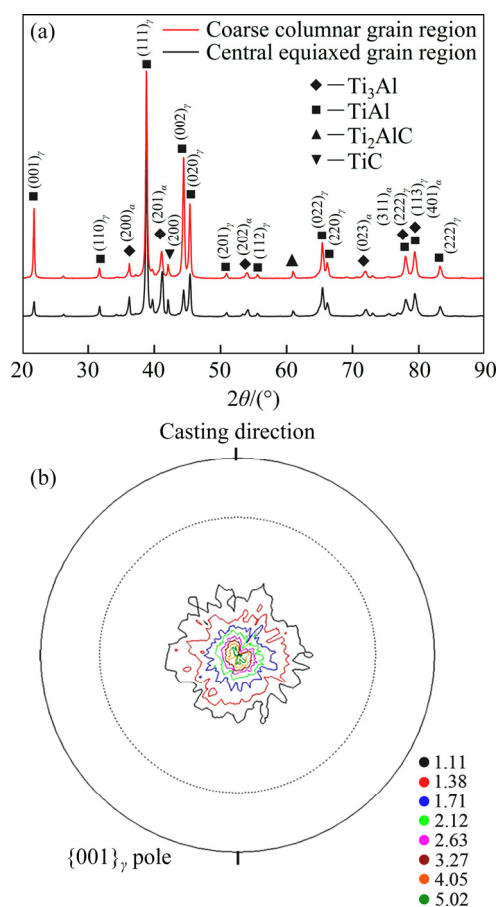 (a)
Coarse columnar grain region
Central equiaxed grain region
◆ — Ti₃Al
■ — TiAl
▲ — Ti₂AlC
▼ — TiC
(001)γ
(110)γ
(200)α
(111)γ
(201)α
(200)
(002)γ
(020)γ
(201)γ
(202)α
(112)γ
(022)γ
(220)γ
(023)α
(311)α
(222)γ
(113)γ
(401)α
(222)γ
20 30 40 50 60 70 80 90
2θ/(°)
Casting direction
(b)
1.11
1.38
1.71
2.12
2.63
3.27
4.05
5.02
{001}γ pole